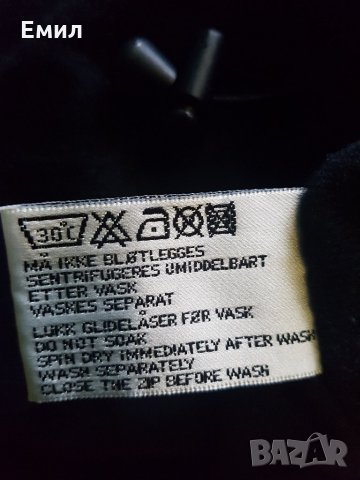 Емил
30°C
MÅ IKKE BLØTLEGGES
SENTRIFUGERES UMIDDELBART
ETTER VASK
VASKES SEPARAT
LUKK GLIDELÅSER FØR VASK
DO NOT SOAK
SPIN DRY IMMEDIATELY AFTER WASH
WASH SEPARATELY
CLOSE THE ZIP BEFORE WASH
BAZAR